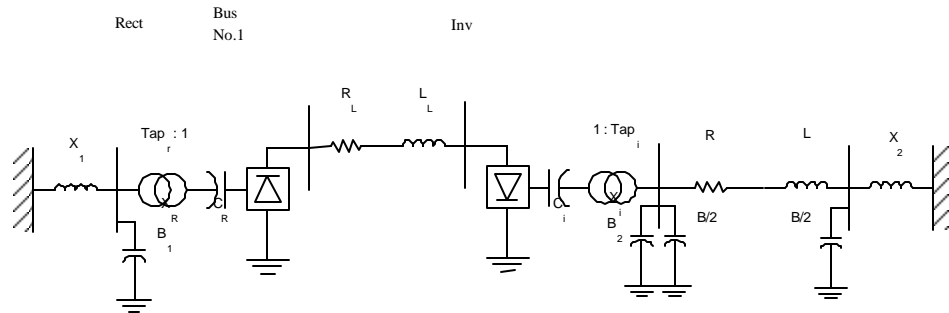 Rect
Bus
No.1
Inv
R L
L L
X 1
Tap r : 1
1 : Tap i
R
L
X 2
X R
C R
C i
X i
B 1
B 2
B/2
B/2